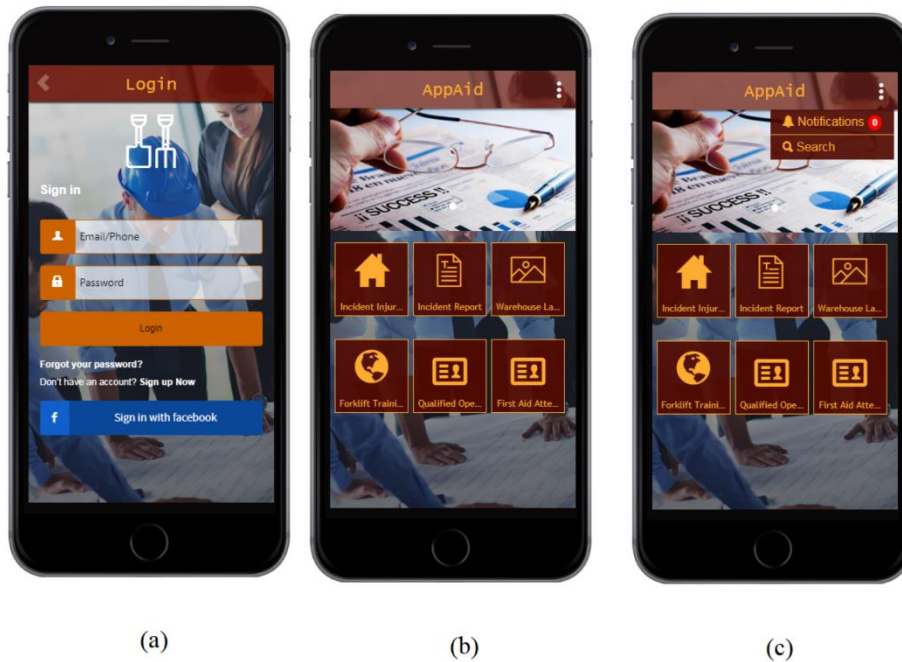 Login
Sign in
Email/Phone
Password
Login
Forgot your password?
Don't have an account? Sign up Now
f Sign in with facebook
(a)
AppAid
¡¡SUCCESS!!
Incident Injur... Incident Report Warehouse La...
Forklift Traini... Qualified Ope... First Aid Atte...
(b)
AppAid
Notifications 0
Search
¡¡SUCCESS!!
Incident Injur... Incident Report Warehouse La...
Forklift Traini... Qualified Ope... First Aid Atte...
(c)